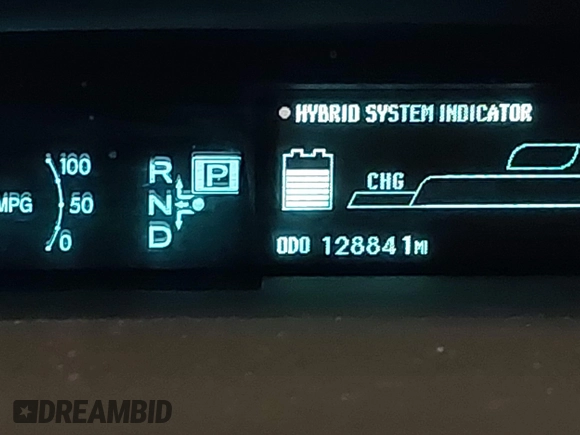 HYBRID SYSTEM INDICATOR
100
MPG 50
0
R
P
N
D
CHG
ODO 128841MI
DREAMBID